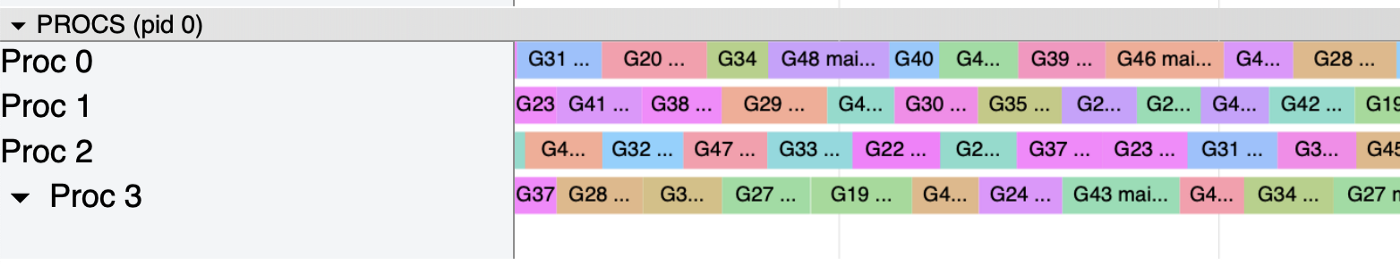 PROCS (pid 0)
Proc 0 G31 ... G20 ... G34 G48 mai... G40 G4... G39 ... G46 mai... G4... G28 ...
Proc 1 G23 G41 ... G38 ... G29 ... G4... G30 ... G35 ... G2... G2... G4... G42 ... G19
Proc 2 G4... G32 ... G47 ... G33 ... G22 ... G2... G37 ... G23 ... G31 ... G3... G45
Proc 3 G37 G28 ... G3... G27 ... G19 ... G4... G24 ... G43 mai... G4... G34 ... G27 m